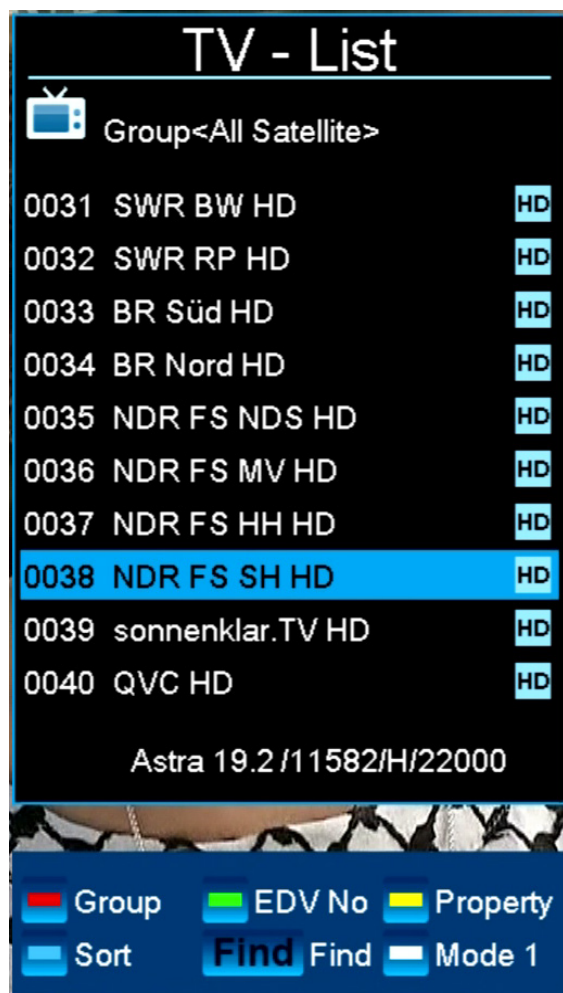 TV - List
Group<All Satellite>
0031 SWR BW HD HD
0032 SWR RP HD HD
0033 BR Süd HD HD
0034 BR Nord HD HD
0035 NDR FS NDS HD HD
0036 NDR FS MV HD HD
0037 NDR FS HH HD HD
0038 NDR FS SH HD HD
0039 sonnenklar.TV HD HD
0040 QVC HD HD
Astra 19.2 /11582/H/22000
Group EDV No Property
Sort Find Find Mode 1